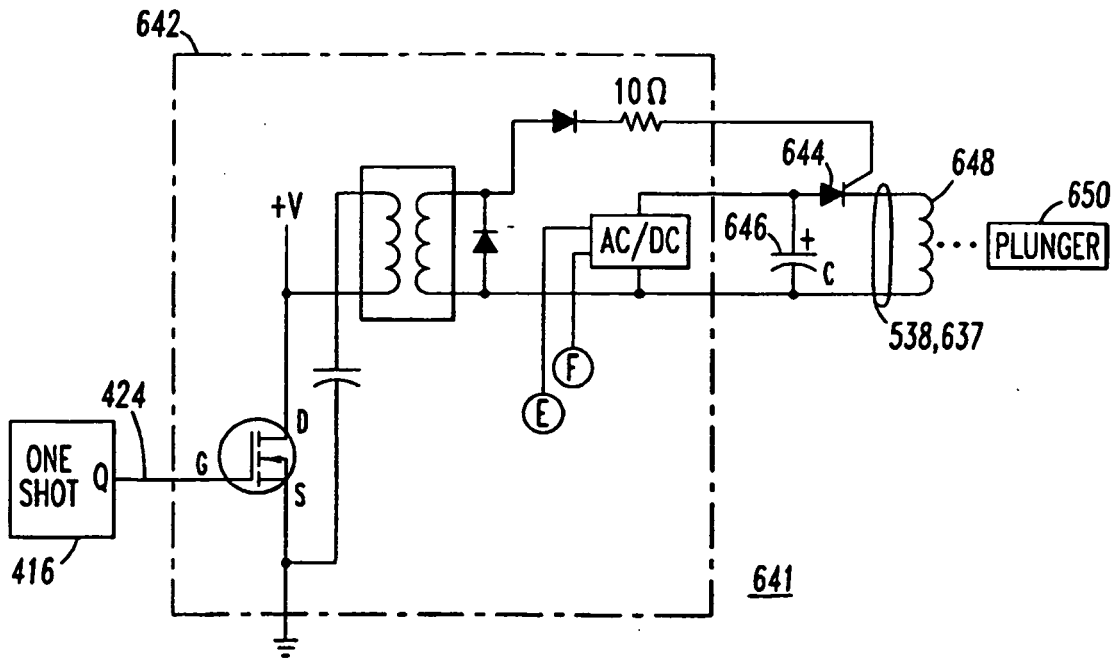 642
10Ω
644
648
650
+V
AC/DC
646
+
C
PLUNGER
538,637
F
E
424
D
ONE
SHOT
Q
G
S
416
641